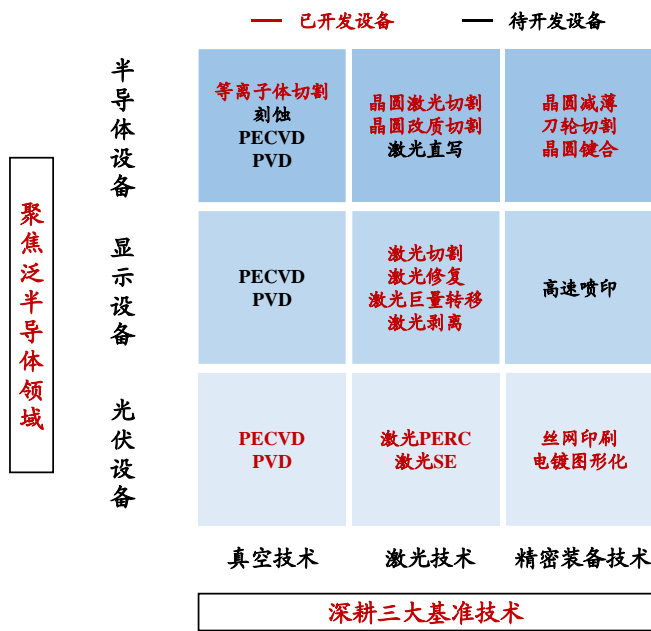 已开发设备
待开发设备
半导体设备
等离子体切割
刻蚀
PECVD
PVD
晶圆激光切割
晶圆改质切割
激光直写
晶圆减薄
刀轮切割
晶圆键合
聚焦泛半导体领域
显示设备
PECVD
PVD
激光切割
激光修复
激光巨量转移
激光剥离
高速喷印
光伏设备
PECVD
PVD
激光PERC
激光SE
丝网印刷
电镀图形化
真空技术
激光技术
精密装备技术
深耕三大基准技术